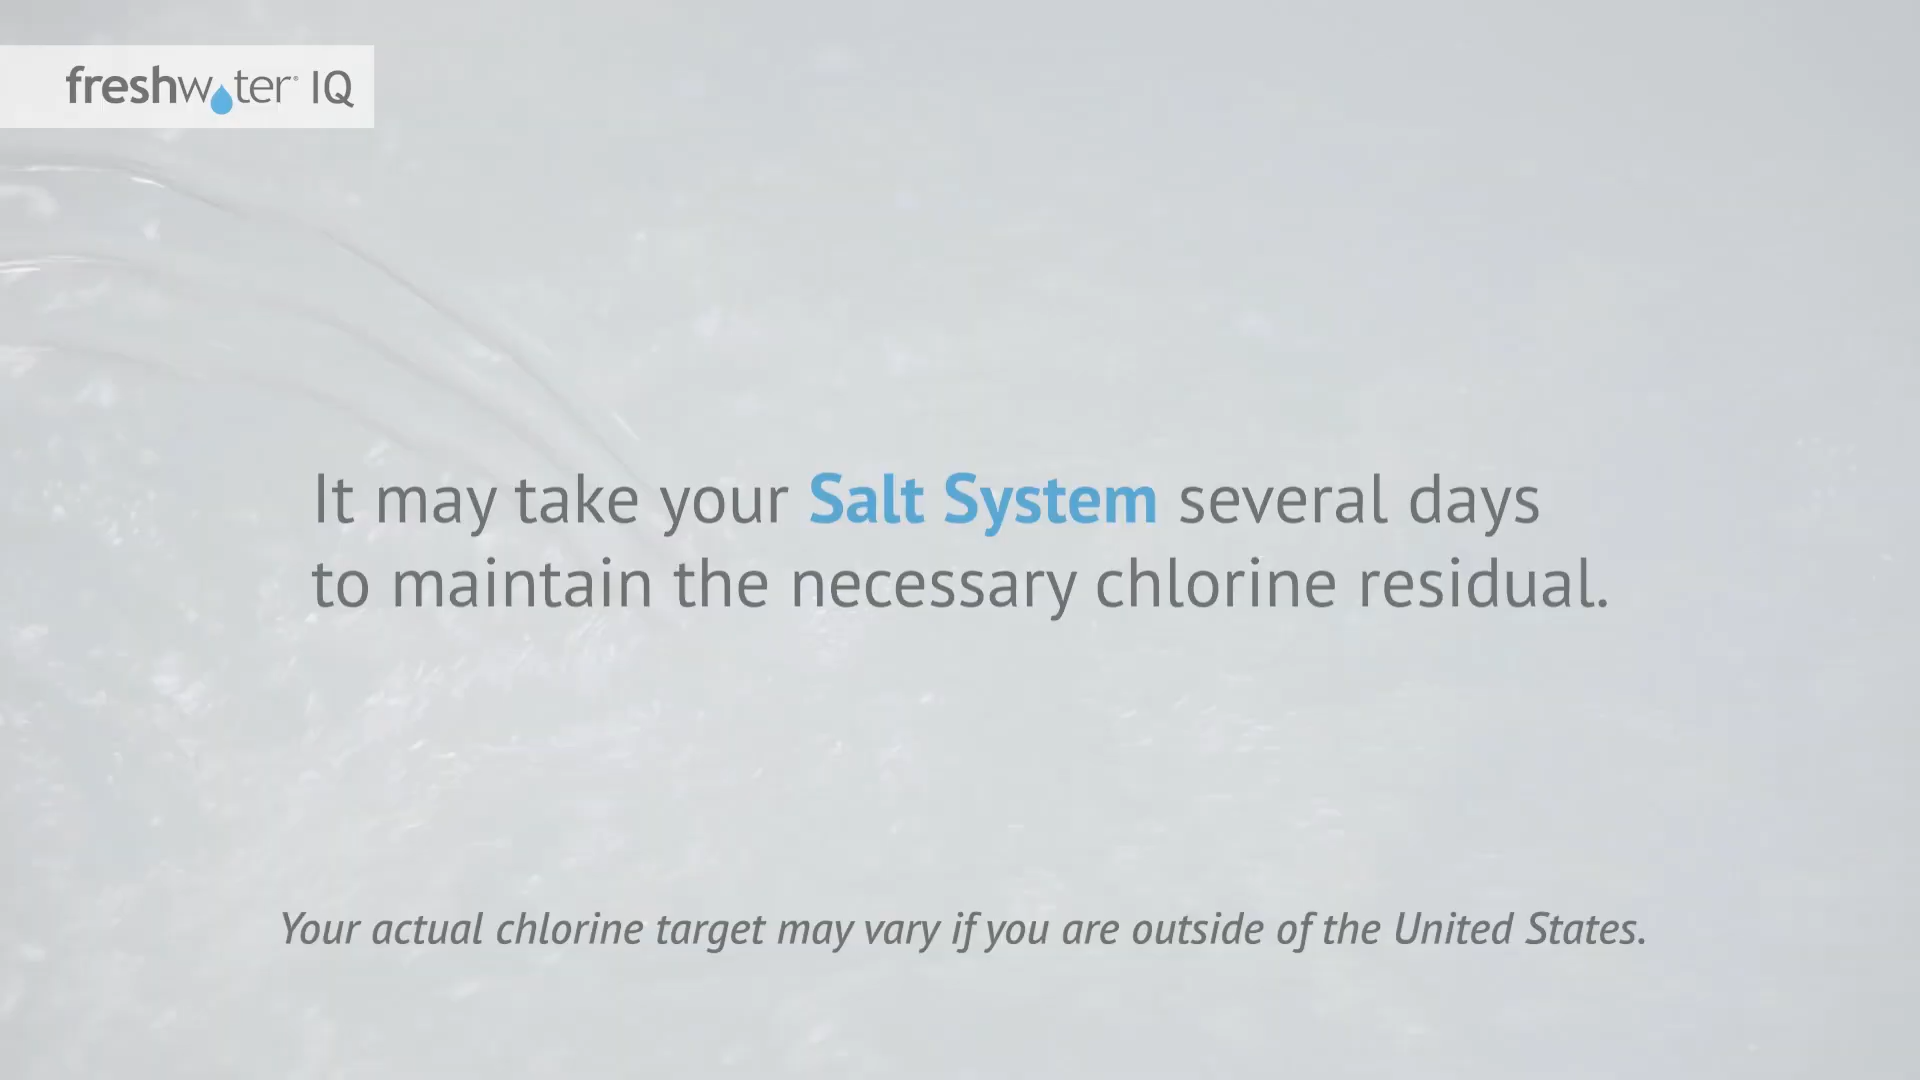 freshwater® IQ
It may take your Salt System several days
to maintain the necessary chlorine residual.
Your actual chlorine target may vary if you are outside of the United States.